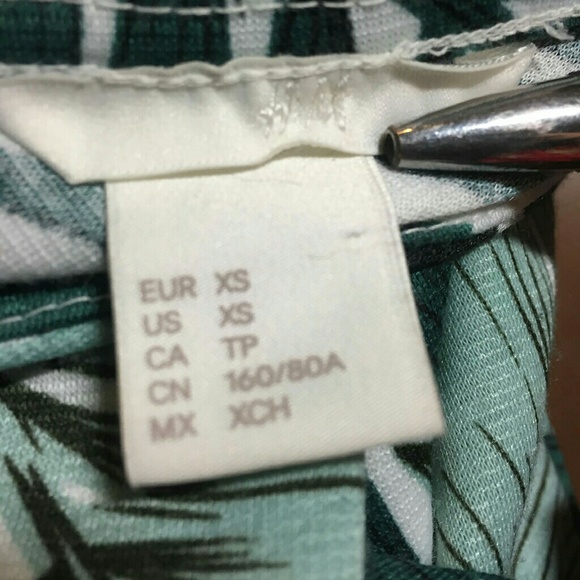 EUR XS
US XS
CA TP
CN 160/80A
MX XCH